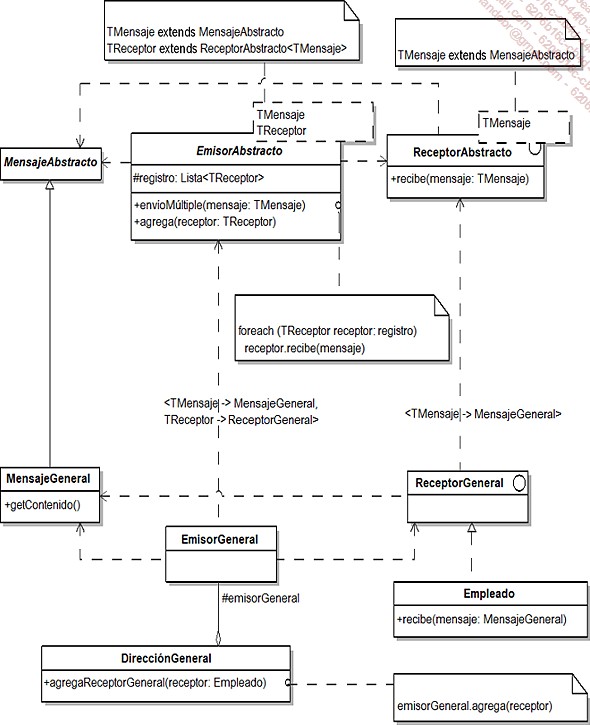 TMensaje extends MensajeAbstracto
TReceptor extends ReceptorAbstracto<TMensaje>
TMensaje extends MensajeAbstracto
TMensaje
TReceptor
TMensaje
MensajeAbstracto
EmisorAbstracto
#registro: Lista<TReceptor>
+envioMúltiple(mensaje: TMensaje)
+agrega(receptor: TReceptor)
ReceptorAbstracto
+recibe(mensaje: TMensaje)
foreach (TReceptor receptor: registro)
receptor.recibe(mensaje)
<TMensaje -> MensajeGeneral,
TReceptor -> ReceptorGeneral>
<TMensaje -> MensajeGeneral>
MensajeGeneral
+getContenido()
ReceptorGeneral
EmisorGeneral
#emisorGeneral
Empleado
+recibe(mensaje: MensajeGeneral)
DirecciónGeneral
+agregaReceptorGeneral(receptor: Empleado)
emisorGeneral.agrega(receptor)